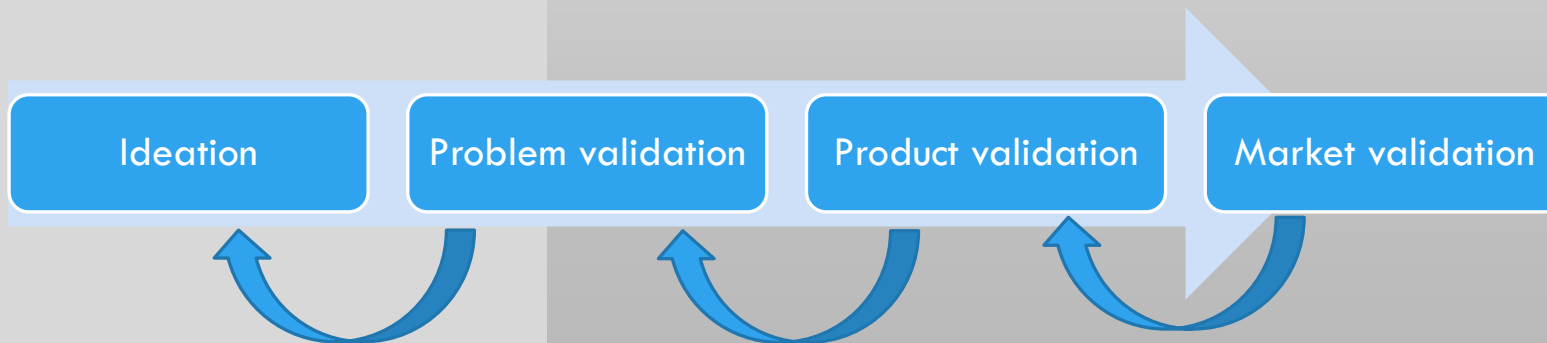 Ideation
Problem validation
Product validation
Market validation